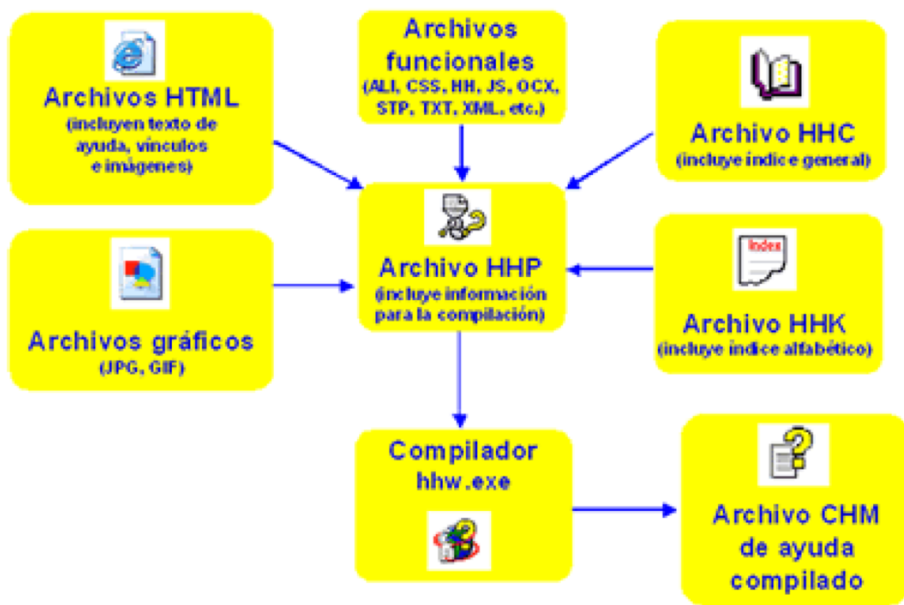 Archivos HTML
(incluyen texto de
ayuda, vínculos
e imágenes)
Archivos
funcionales
(ALI, CSS, HH, JS, OCX,
STP, TXT, XML, etc.)
Archivo HHC
(incluye índice general)
Archivos gráficos
(JPG, GIF)
Archivo HHP
(incluye información
para la compilación)
Index
Archivo HHK
(incluye índice alfabético)
Compilador
hhw.exe
Archivo CHM
de ayuda
compilado